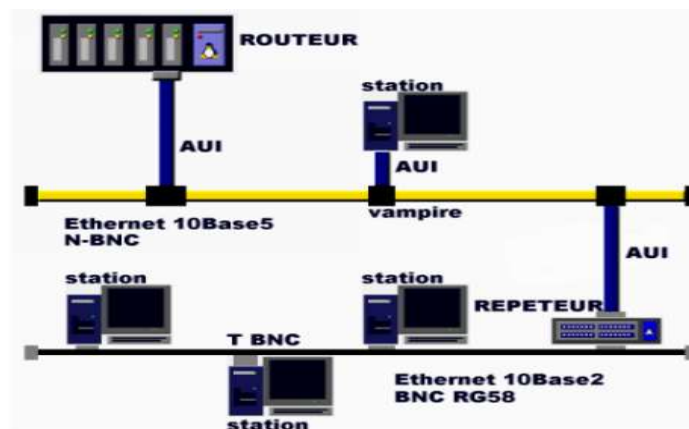 ROUTEUR
station
AUI
AUI
vampire
Ethernet 10Base5
N-BNC
AUI
station
station
REPETEUR
T BNC
Ethernet 10Base2
BNC RG58
station